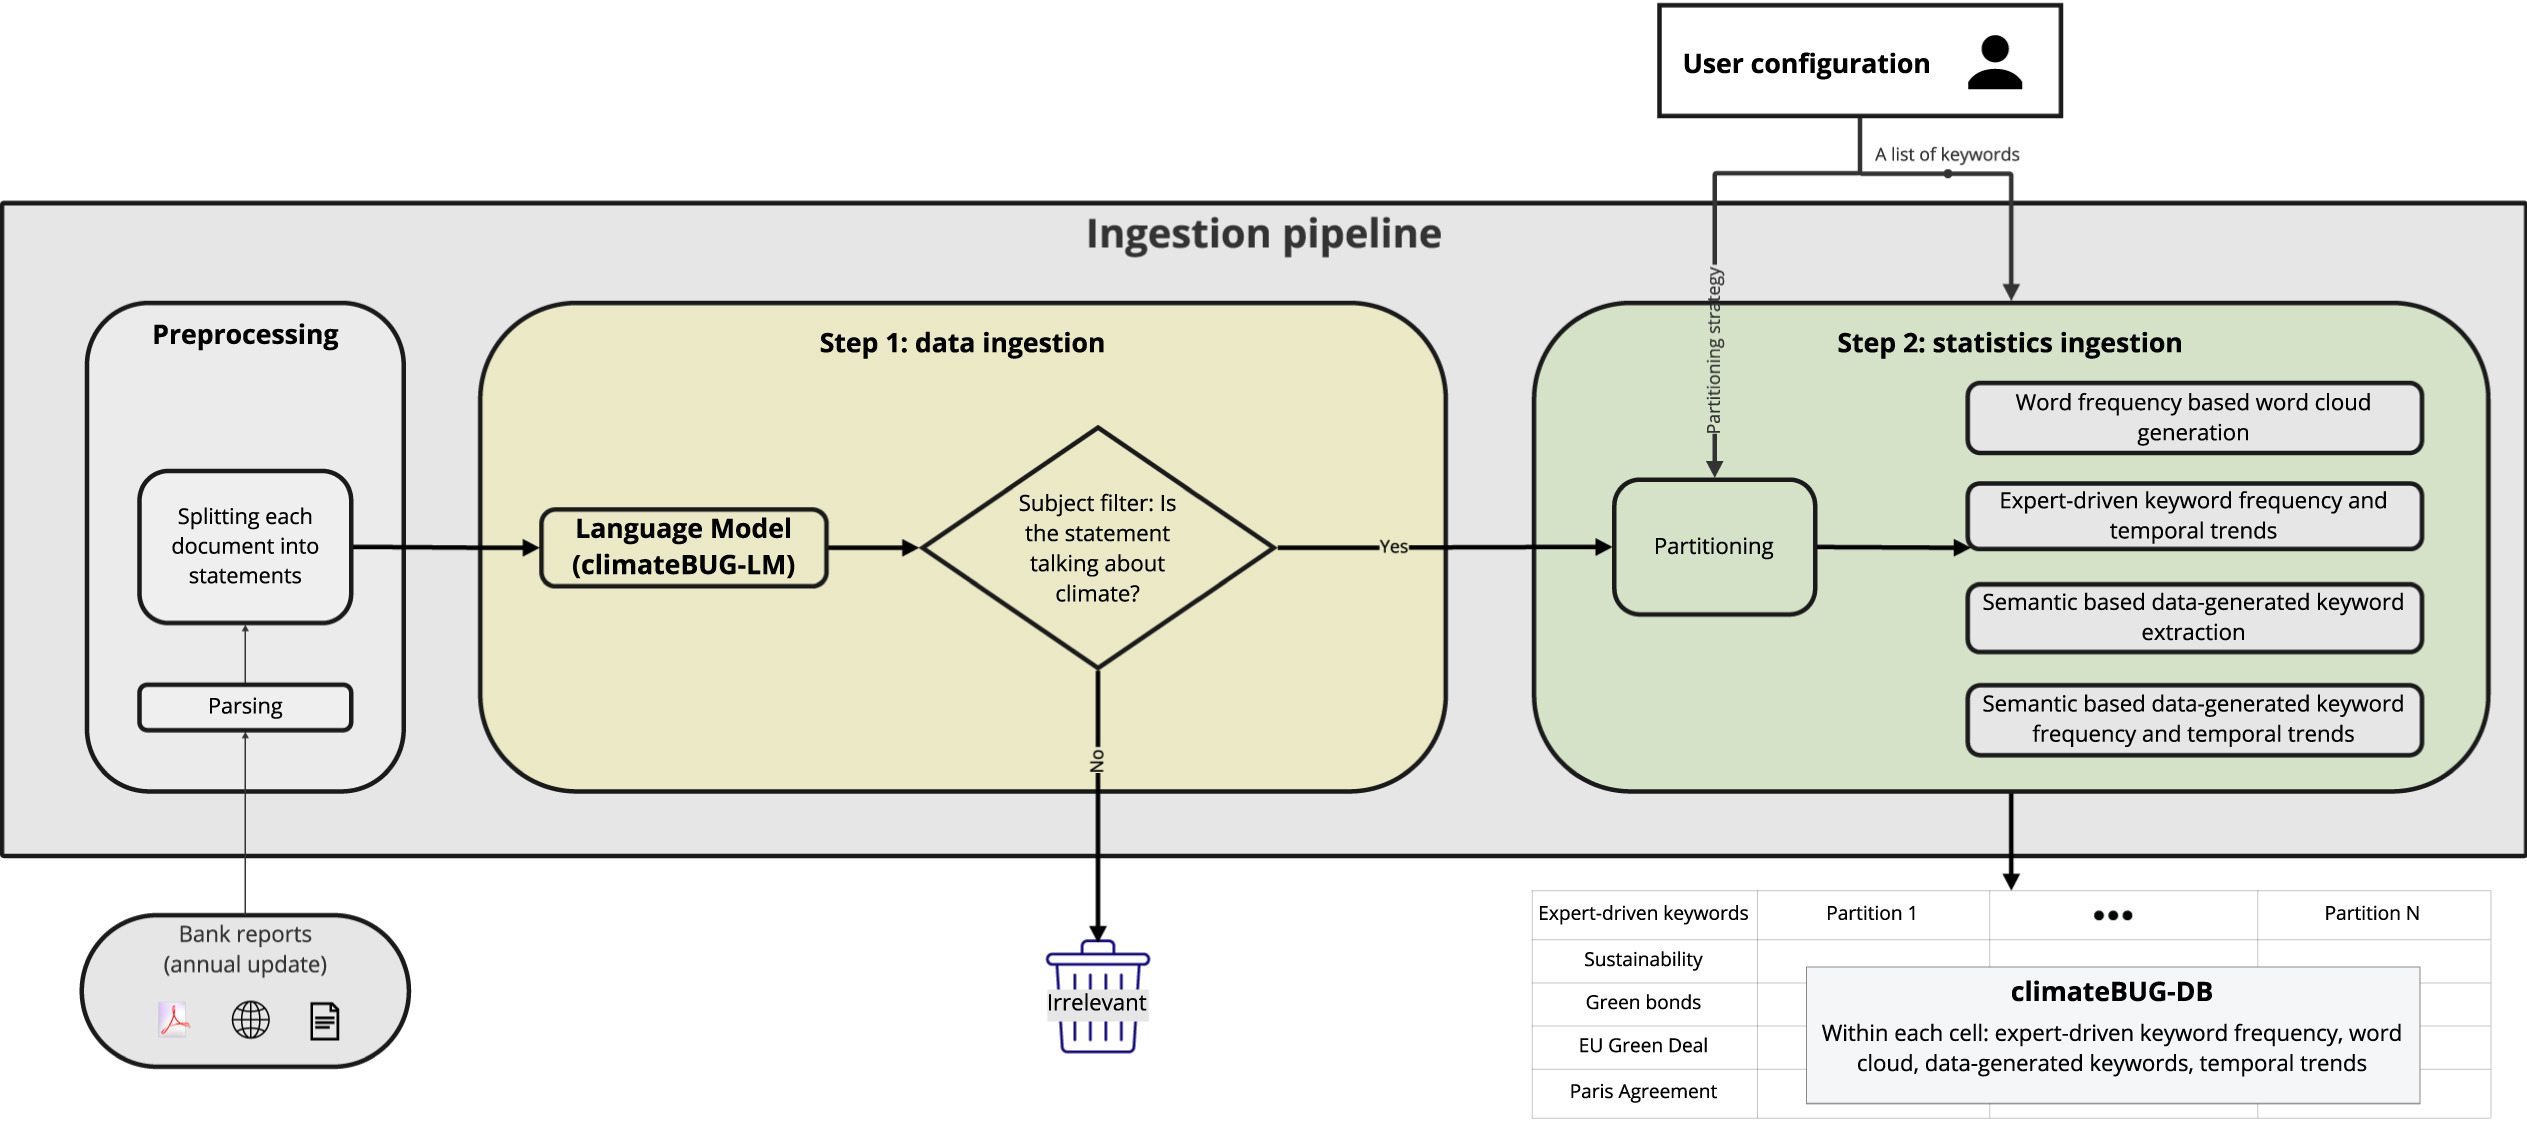 User configuration
A list of keywords
Ingestion pipeline
Preprocessing
Splitting each
document into
statements
Parsing
Bank reports
(annual update)
Step 1: data ingestion
Language Model
(climateBUG-LM)
Subject filter: Is
the statement
talking about
climate?
Yes
No
Irrelevant
Partitioning strategy
Step 2: statistics ingestion
Partitioning
Word frequency based word cloud
generation
Expert-driven keyword frequency and
temporal trends
Semantic based data-generated keyword
extraction
Semantic based data-generated keyword
frequency and temporal trends
Expert-driven keywords
Partition 1
•••
Partition N
Sustainability
Green bonds
EU Green Deal
Paris Agreement
climateBUG-DB
Within each cell: expert-driven keyword frequency, word
cloud, data-generated keywords, temporal trends